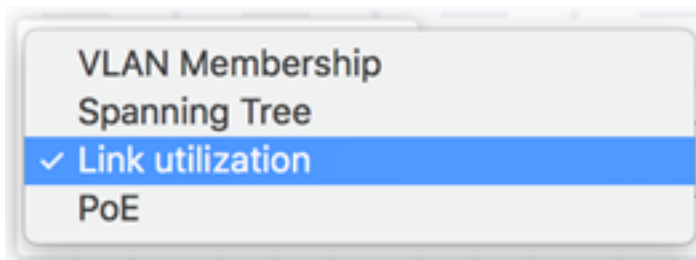 VLAN Membership
Spanning Tree
✓ Link utilization
PoE